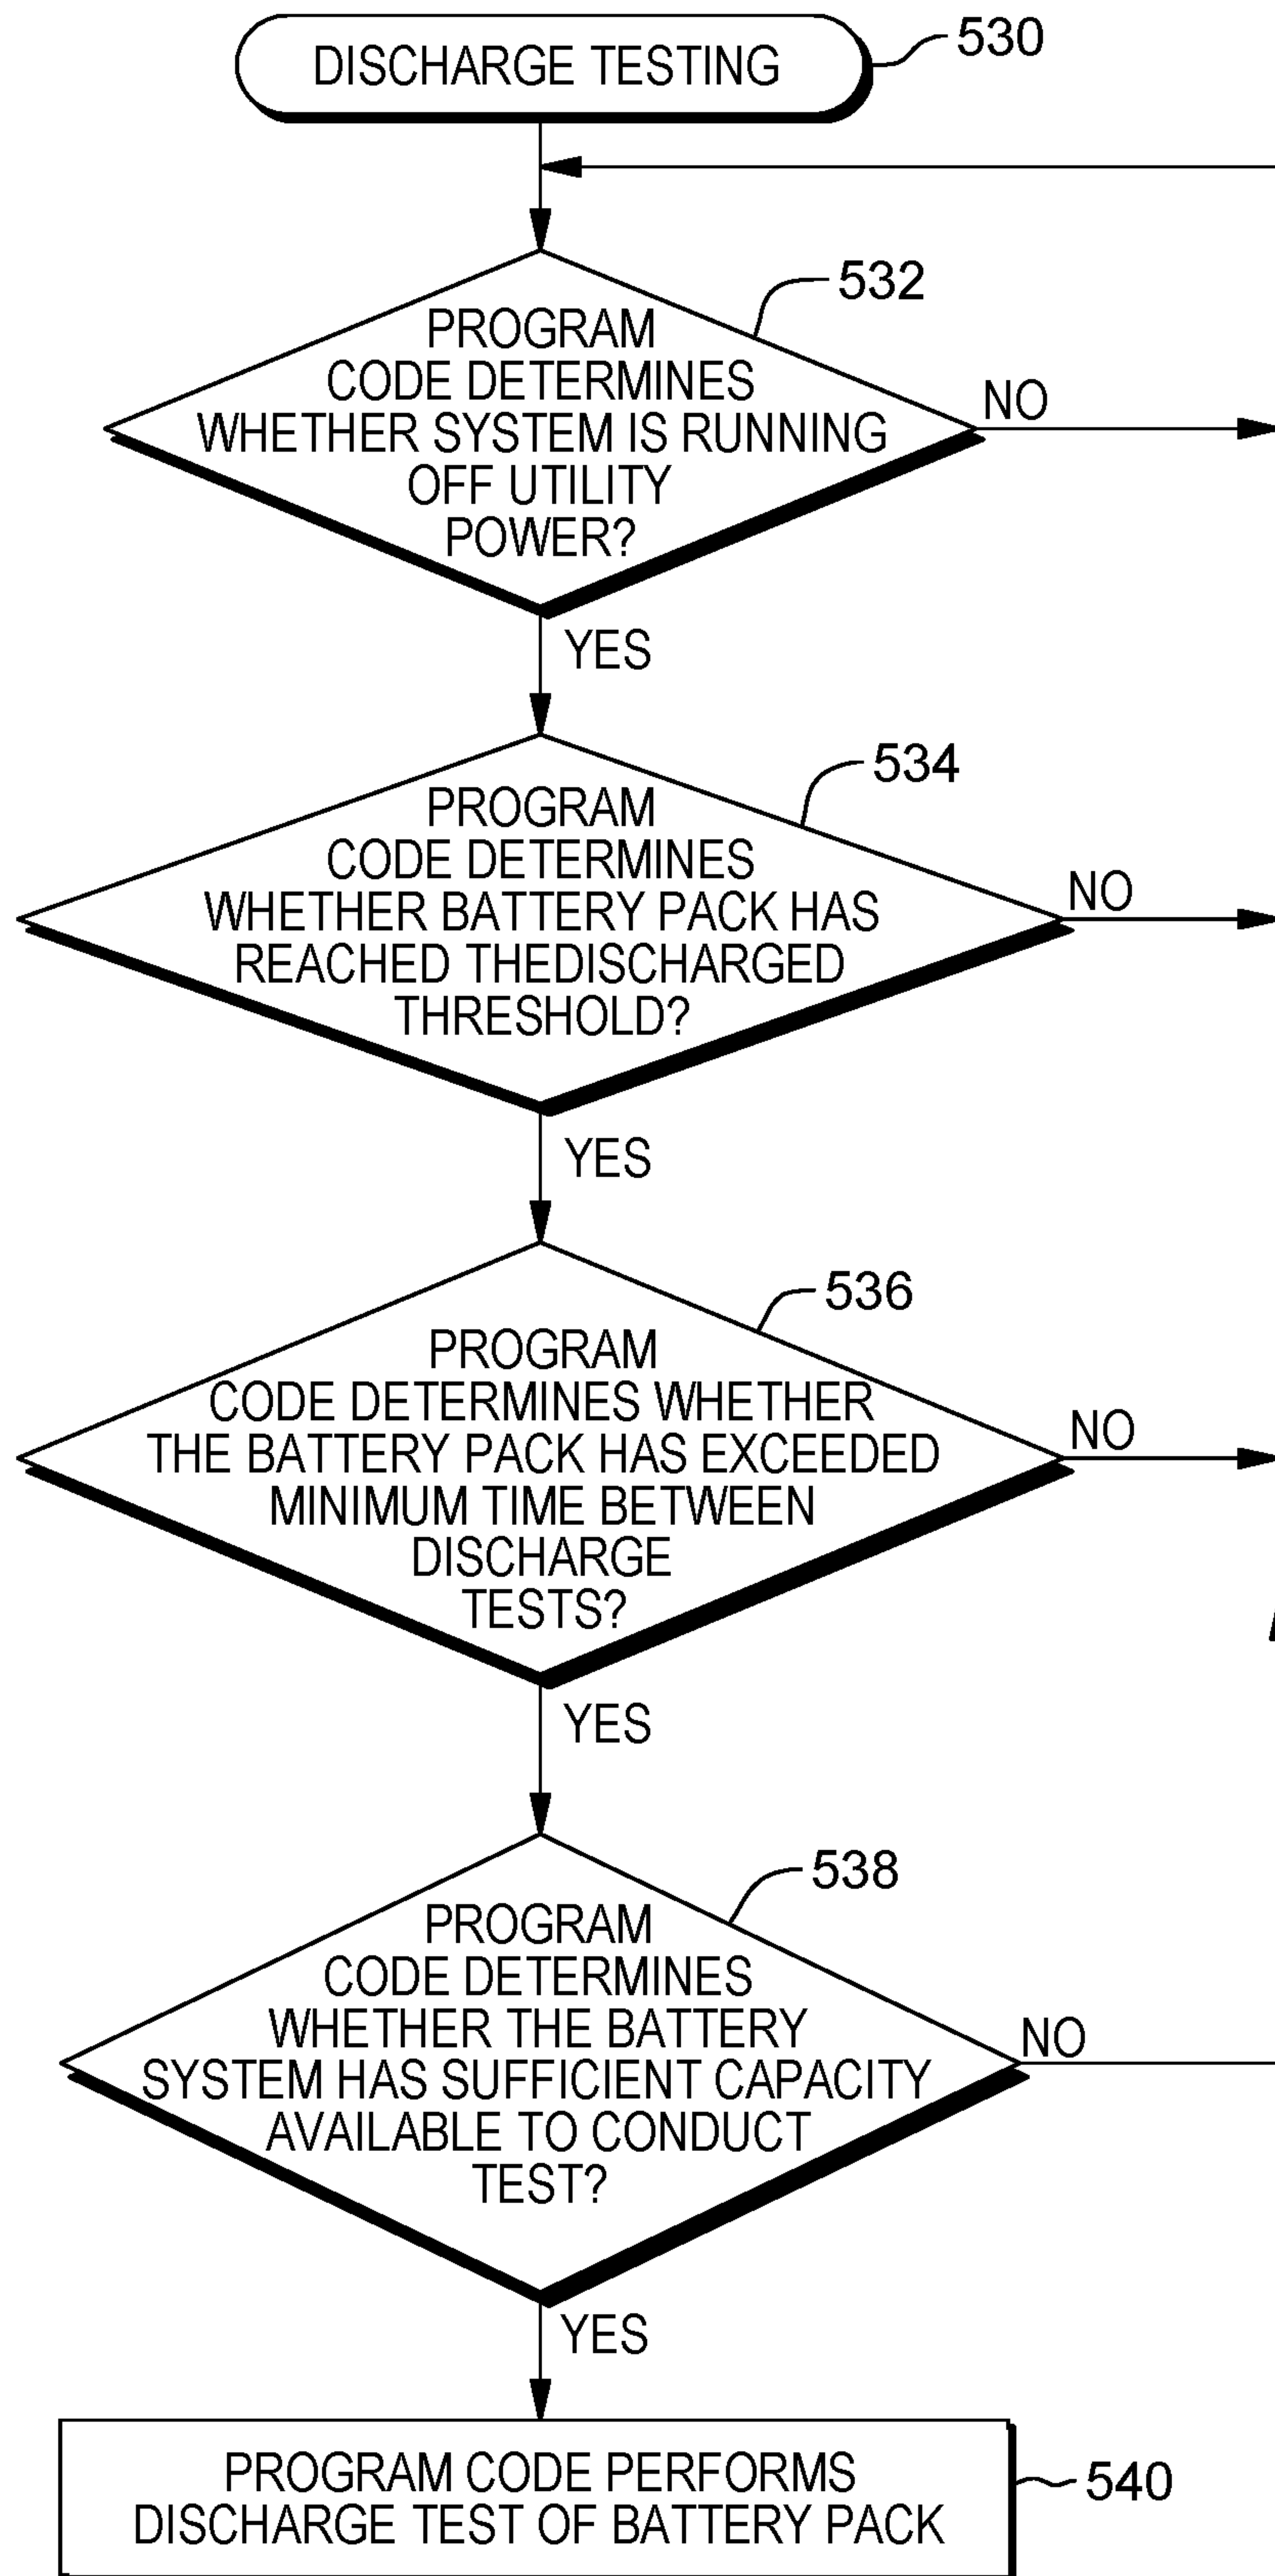 DISCHARGE TESTING
530
532
PROGRAM
CODE DETERMINES
WHETHER SYSTEM IS RUNNING
OFF UTILITY
POWER?
NO
YES
534
PROGRAM
CODE DETERMINES
WHETHER BATTERY PACK HAS
REACHED THEDISCHARGED
THRESHOLD?
NO
YES
536
PROGRAM
CODE DETERMINES WHETHER
THE BATTERY PACK HAS EXCEEDED
MINIMUM TIME BETWEEN
DISCHARGE
TESTS?
NO
YES
538
PROGRAM
CODE DETERMINES
WHETHER THE BATTERY
SYSTEM HAS SUFFICIENT CAPACITY
AVAILABLE TO CONDUCT
TEST?
NO
YES
PROGRAM CODE PERFORMS
DISCHARGE TEST OF BATTERY PACK
540